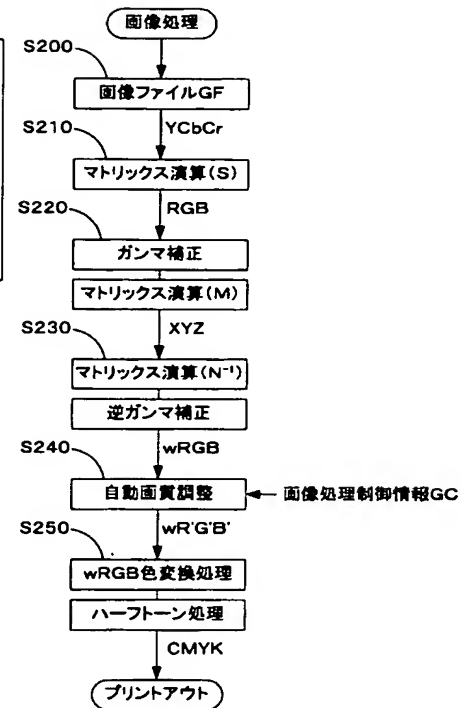 画像処理
S200
画像ファイルGF
YCbCr
S210
マトリックス演算(S)
RGB
S220
ガンマ補正
マトリックス演算(M)
XYZ
S230
マトリックス演算(N⁻¹)
逆ガンマ補正
wRGB
S240
自動画質調整
画像処理制御情報GC
wR'G'B'
S250
wRGB色変換処理
ハーフトーン処理
CMYK
プリントアウト